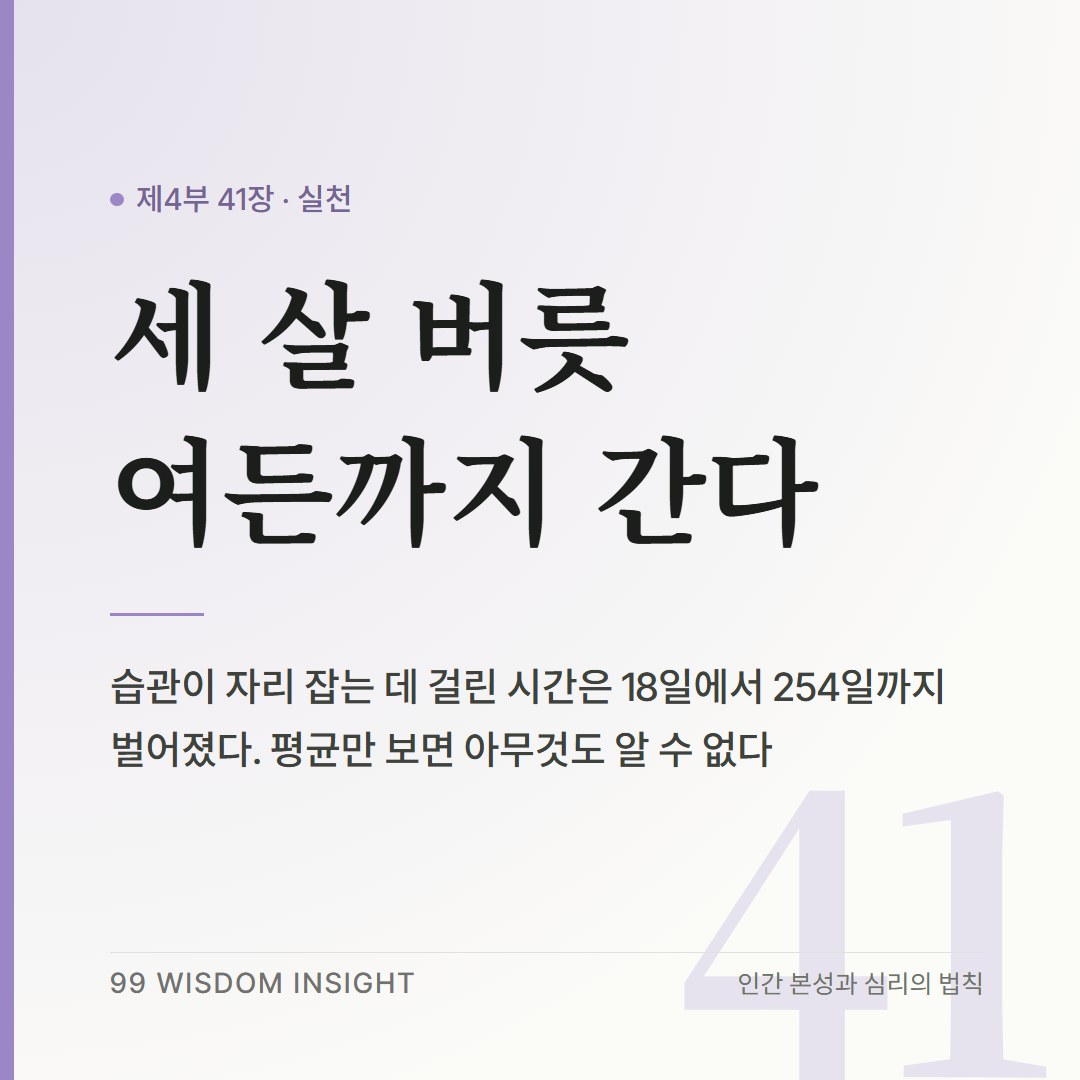 제4부 41장 · 실천
세 살 버릇
여든까지 간다
습관이 자리 잡는 데 걸린 시간은 18일에서 254일까지
벌어졌다. 평균만 보면 아무것도 알 수 없다
41
99 WISDOM INSIGHT
인간 본성과 심리의 법칙